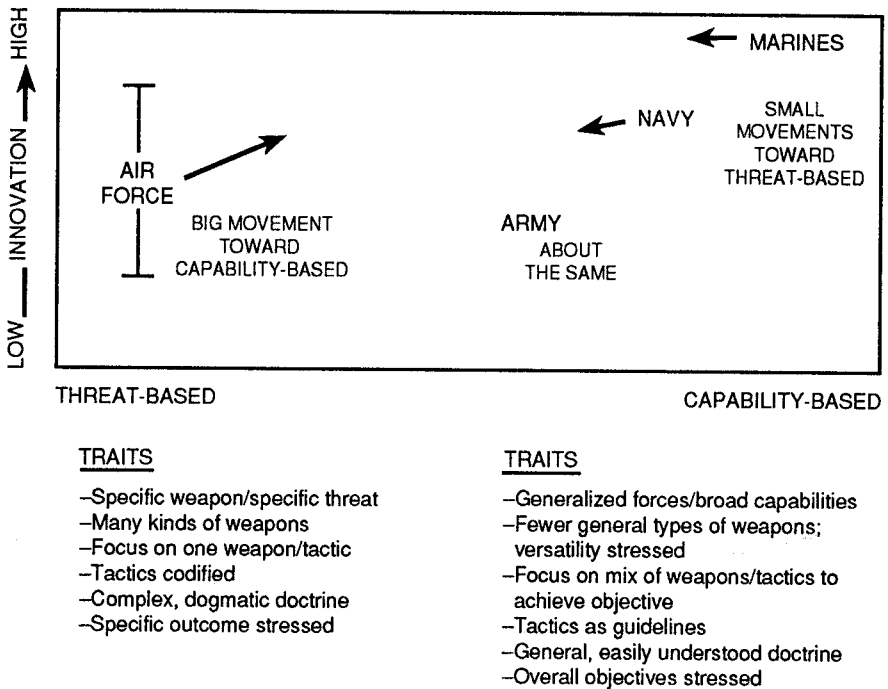 LOW INNOVATION HIGH
MARINES
NAVY
SMALL
MOVEMENTS
TOWARD
THREAT-BASED
AIR
FORCE
BIG MOVEMENT
TOWARD
CAPABILITY-BASED
ARMY
ABOUT
THE SAME
THREAT-BASED
CAPABILITY-BASED
TRAITS
–Specific weapon/specific threat
–Many kinds of weapons
–Focus on one weapon/tactic
–Tactics codified
–Complex, dogmatic doctrine
–Specific outcome stressed
TRAITS
–Generalized forces/broad capabilities
–Fewer general types of weapons;
versatility stressed
–Focus on mix of weapons/tactics to
achieve objective
–Tactics as guidelines
–General, easily understood doctrine
–Overall objectives stressed